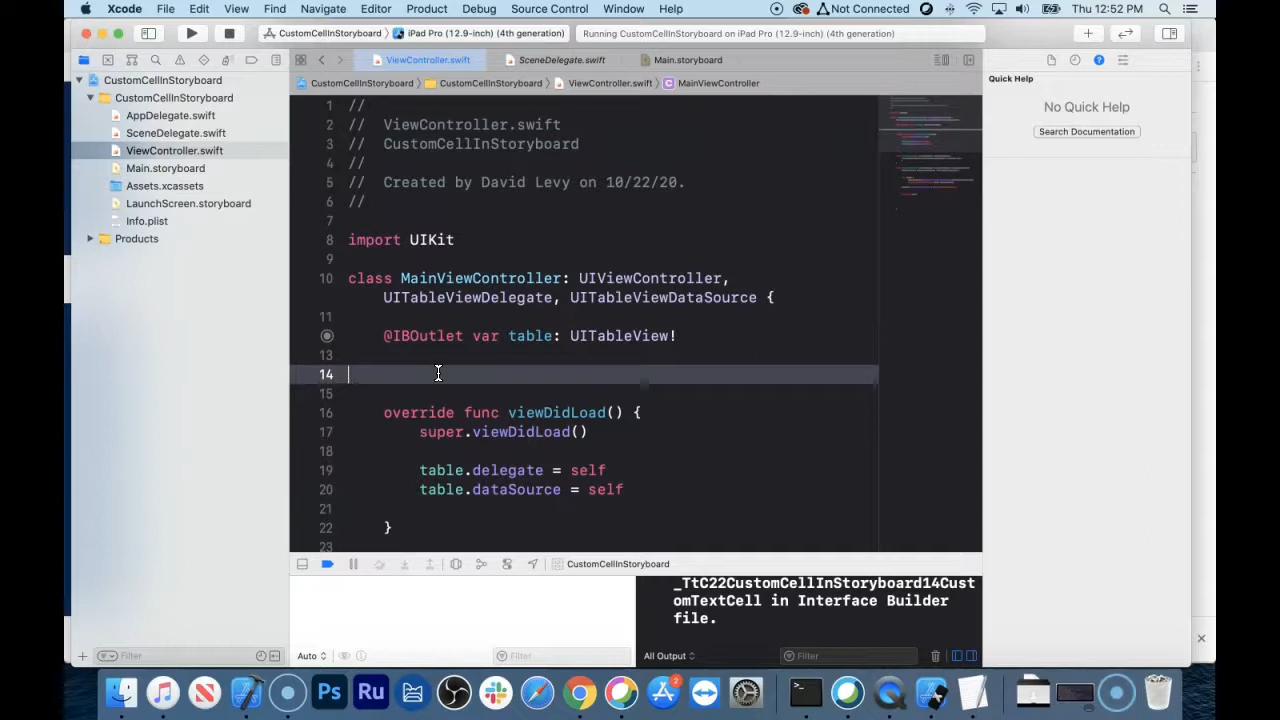 Xcode File Edit View Find Navigate Editor Product Debug Source Control Window Help Not Connected Thu 12:52 PM
CustomCellInStoryboard iPad Pro (12.9-inch) (4th generation) Running CustomCellInStoryboard on iPad Pro (12.9-inch) (4th generation)
ViewController.swift SceneDelegate.swift Main.storyboard
CustomCellInStoryboard CustomCellInStoryboard ViewController.swift MainViewController
CustomCellInStoryboard
CustomCellInStoryboard
AppDelegate.swift
SceneDelegate.swift
ViewController.swift
Main.storyboard
Assets.xcassets
LaunchScreen.storyboard
Info.plist
Products
Filter
1 //
2 // ViewController.swift
3 // CustomCellInStoryboard
4 //
5 // Created by David Levy on 10/22/20.
6 //
7
8 import UIKit
9
10 class MainViewController: UIViewController,
UITableViewDelegate, UITableViewDataSource {
11
@IBOutlet var table: UITableView!
13
14
15
16 override func viewDidLoad() {
17 super.viewDidLoad()
18
19 table.delegate = self
20 table.dataSource = self
21
22 }
23
Quick Help
No Quick Help
Search Documentation
CustomCellInStoryboard
_TtC22CustomCellInStoryboard14Cust
omTextCell in Interface Builder
file.
Auto Filter All Output Filter
Ps Ru 2